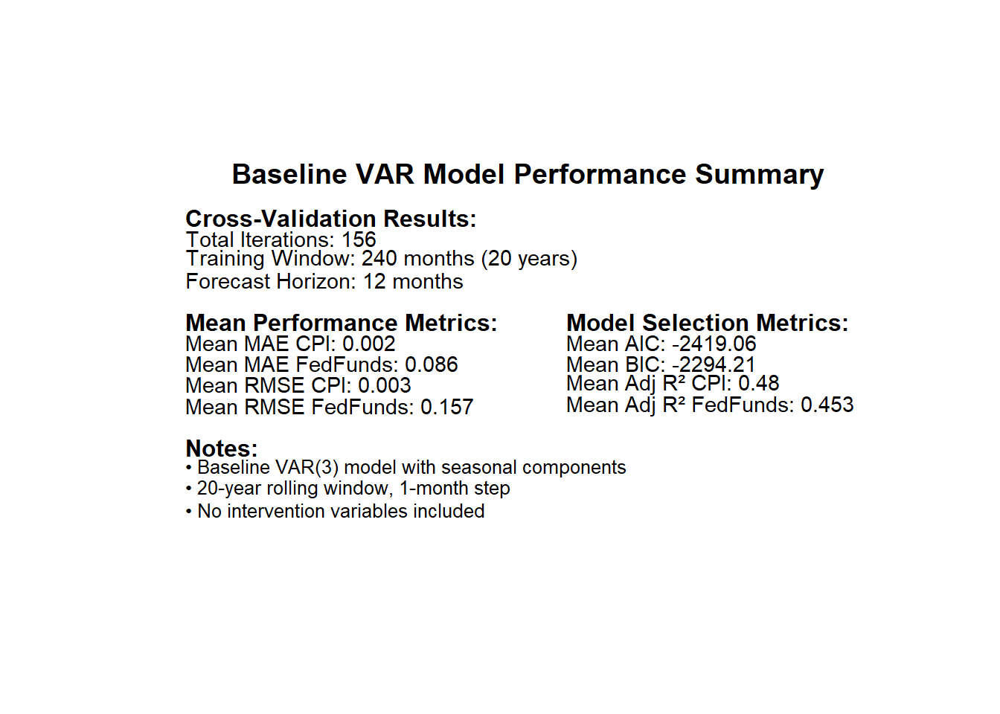 Baseline VAR Model Performance Summary
Cross-Validation Results:
Total Iterations: 156
Training Window: 240 months (20 years)
Forecast Horizon: 12 months
Mean Performance Metrics:
Mean MAE CPI: 0.002
Mean MAE FedFunds: 0.086
Mean RMSE CPI: 0.003
Mean RMSE FedFunds: 0.157
Model Selection Metrics:
Mean AIC: -2419.06
Mean BIC: -2294.21
Mean Adj R² CPI: 0.48
Mean Adj R² FedFunds: 0.453
Notes:
• Baseline VAR(3) model with seasonal components
• 20-year rolling window, 1-month step
• No intervention variables included